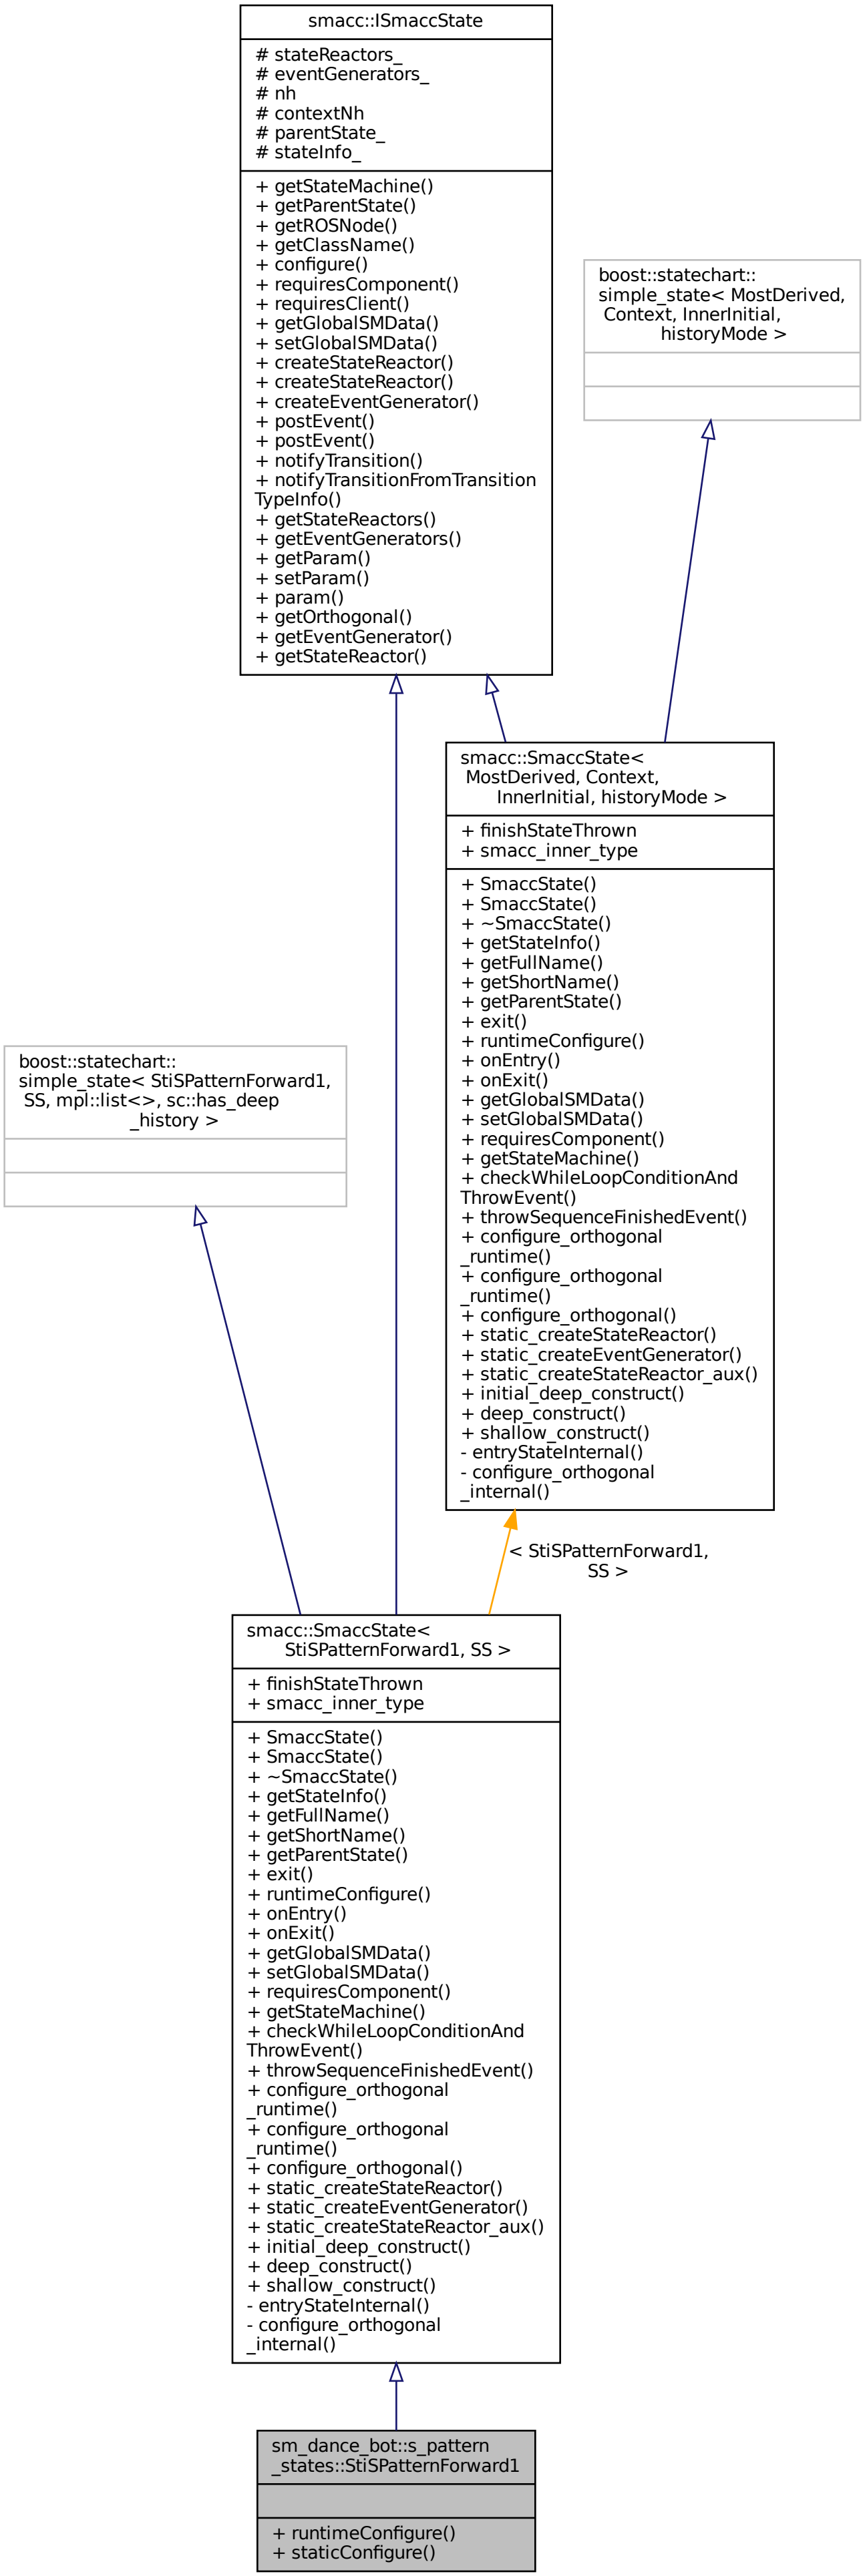 smacc::ISmaccState
# stateReactors_
# eventGenerators_
# nh
# contextNh
# parentState_
# stateInfo_
+ getStateMachine()
+ getParentState()
+ getROSNode()
+ getClassName()
+ configure()
+ requiresComponent()
+ requiresClient()
+ getGlobalSMData()
+ setGlobalSMData()
+ createStateReactor()
+ createStateReactor()
+ createEventGenerator()
+ postEvent()
+ postEvent()
+ notifyTransition()
+ notifyTransitionFromTransition
TypeInfo()
+ getStateReactors()
+ getEventGenerators()
+ getParam()
+ setParam()
+ param()
+ getOrthogonal()
+ getEventGenerator()
+ getStateReactor()
boost::statechart::
simple_state< MostDerived,
Context, InnerInitial,
historyMode >
smacc::SmaccState<
MostDerived, Context,
InnerInitial, historyMode >
+ finishStateThrown
+ smacc_inner_type
+ SmaccState()
+ SmaccState()
+ ~SmaccState()
+ getStateInfo()
+ getFullName()
+ getShortName()
+ getParentState()
+ exit()
+ runtimeConfigure()
+ onEntry()
+ onExit()
+ getGlobalSMData()
+ setGlobalSMData()
+ requiresComponent()
+ getStateMachine()
+ checkWhileLoopConditionAnd
ThrowEvent()
+ throwSequenceFinishedEvent()
+ configure_orthogonal
_runtime()
+ configure_orthogonal
_runtime()
+ configure_orthogonal()
+ static_createStateReactor()
+ static_createEventGenerator()
+ static_createStateReactor_aux()
+ initial_deep_construct()
+ deep_construct()
+ shallow_construct()
- entryStateInternal()
- configure_orthogonal
_internal()
boost::statechart::
simple_state< StiSPatternForward1,
SS, mpl::list<>, sc::has_deep
_history >
< StiSPatternForward1,
SS >
smacc::SmaccState<
StiSPatternForward1, SS >
+ finishStateThrown
+ smacc_inner_type
+ SmaccState()
+ SmaccState()
+ ~SmaccState()
+ getStateInfo()
+ getFullName()
+ getShortName()
+ getParentState()
+ exit()
+ runtimeConfigure()
+ onEntry()
+ onExit()
+ getGlobalSMData()
+ setGlobalSMData()
+ requiresComponent()
+ getStateMachine()
+ checkWhileLoopConditionAnd
ThrowEvent()
+ throwSequenceFinishedEvent()
+ configure_orthogonal
_runtime()
+ configure_orthogonal
_runtime()
+ configure_orthogonal()
+ static_createStateReactor()
+ static_createEventGenerator()
+ static_createStateReactor_aux()
+ initial_deep_construct()
+ deep_construct()
+ shallow_construct()
- entryStateInternal()
- configure_orthogonal
_internal()
sm_dance_bot::s_pattern
_states::StiSPatternForward1
+ runtimeConfigure()
+ staticConfigure()